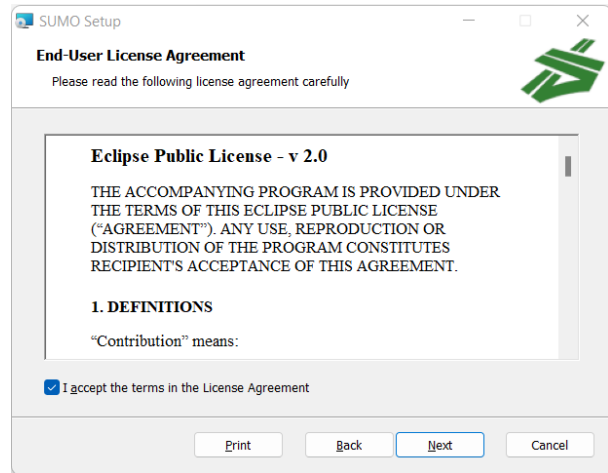 SUMO Setup
End-User License Agreement
Please read the following license agreement carefully
Eclipse Public License - v 2.0
THE ACCOMPANYING PROGRAM IS PROVIDED UNDER
THE TERMS OF THIS ECLIPSE PUBLIC LICENSE
(“AGREEMENT”). ANY USE, REPRODUCTION OR
DISTRIBUTION OF THE PROGRAM CONSTITUTES
RECIPIENT'S ACCEPTANCE OF THIS AGREEMENT.
1. DEFINITIONS
“Contribution” means:
I accept the terms in the License Agreement
Print Back Next Cancel